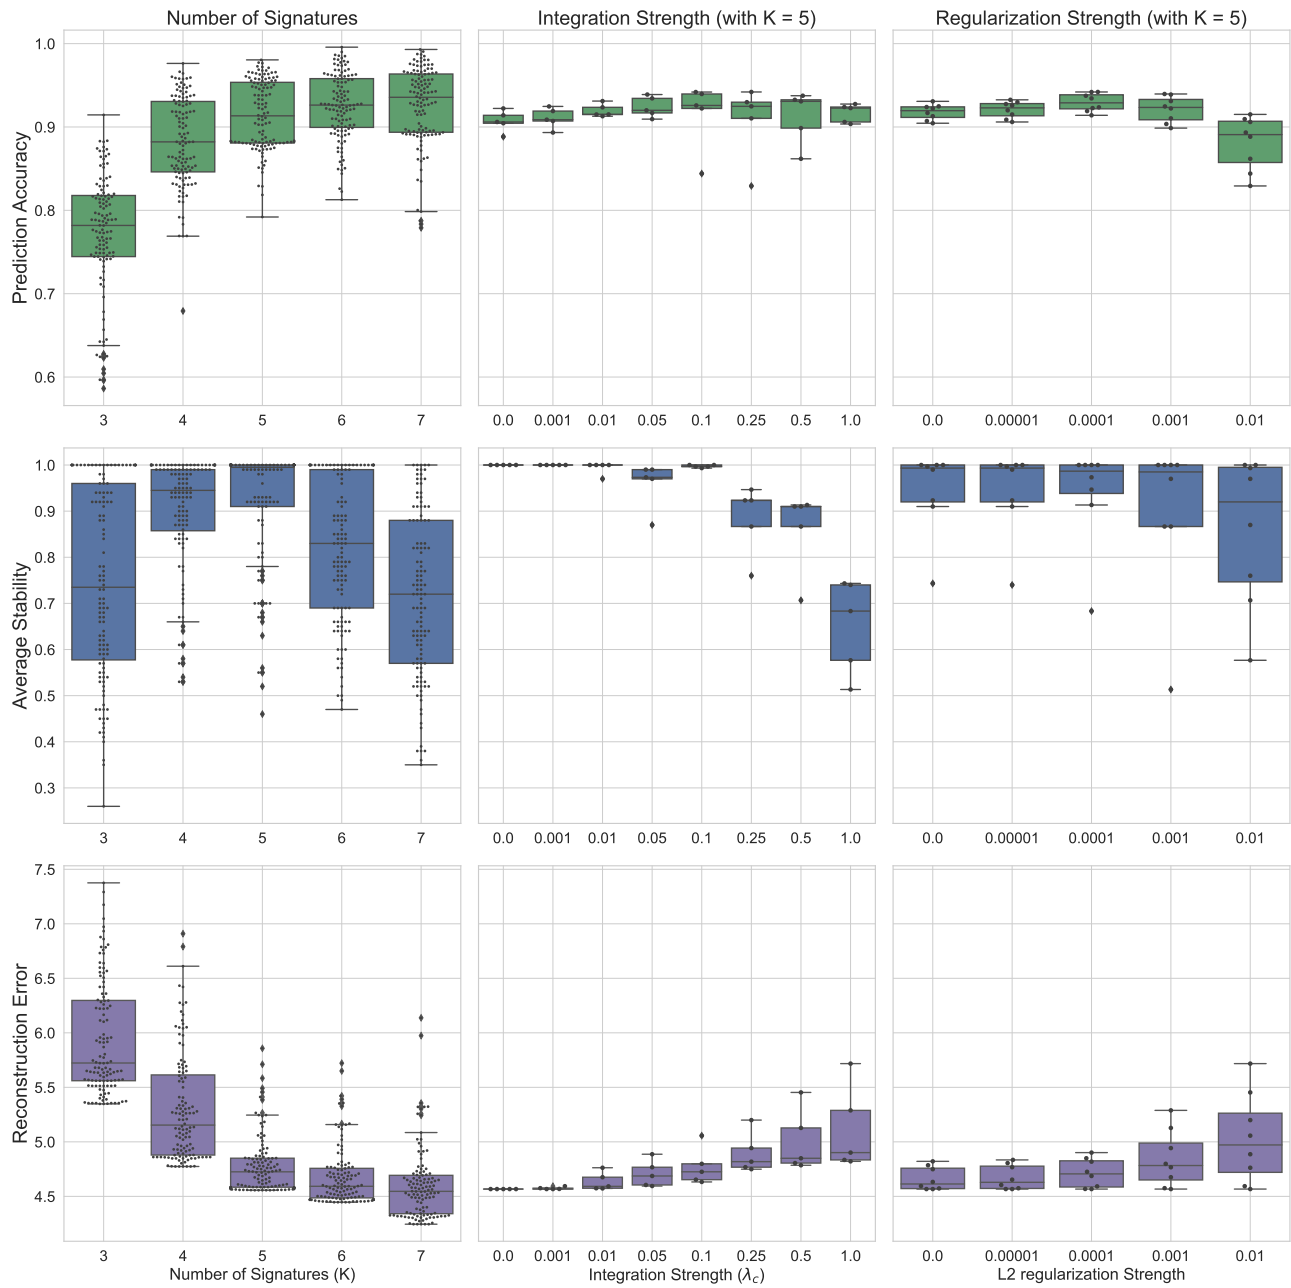 Number of Signatures
Integration Strength (with K = 5)
Regularization Strength (with K = 5)
Prediction Accuracy
1.0
0.9
0.8
0.7
0.6
3 4 5 6 7
0.0 0.001 0.01 0.05 0.1 0.25 0.5 1.0
0.0 0.00001 0.0001 0.001 0.01
Average Stability
1.0
0.9
0.8
0.7
0.6
0.5
0.4
0.3
3 4 5 6 7
0.0 0.001 0.01 0.05 0.1 0.25 0.5 1.0
0.0 0.00001 0.0001 0.001 0.01
Reconstruction Error
7.5
7.0
6.5
6.0
5.5
5.0
4.5
3 4 5 6 7
0.0 0.001 0.01 0.05 0.1 0.25 0.5 1.0
0.0 0.00001 0.0001 0.001 0.01
Number of Signatures (K)
Integration Strength (λc)
L2 regularization Strength